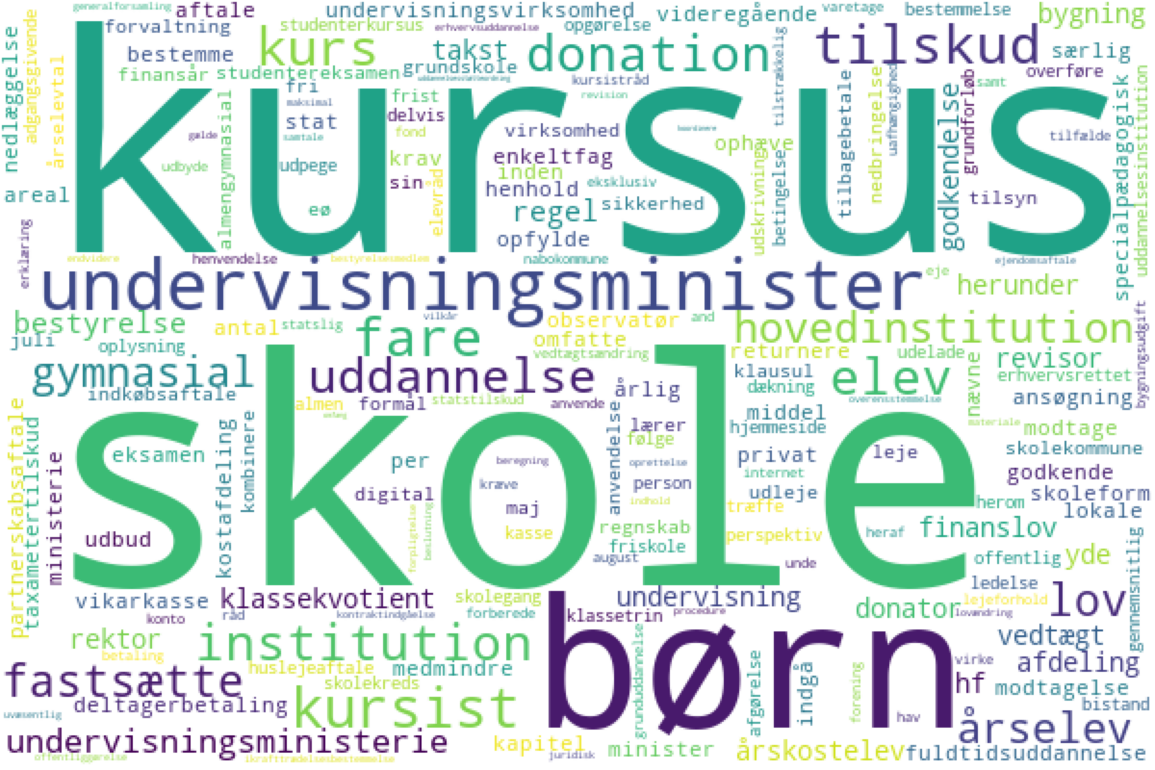 generalforsamling aftale undervisningsvirksomhed varetage bestemmelse
forvaltning studenterkursus erhvervsuddannelse opgørelse videregående bygning
bestemme kurs takst donation tilskud særlig
finansår studentereksamen grundskole
nedlæggelse adgangsgivende årselevtal
kursus
fri maksimal stat samtale gælde udbyde udpege eø
almengymnasial
frist delvis fond krav sin elevråd
kursistråd revision virksomhed enkeltfag inden henhold eksklusiv regel sikkerhed opfylde
tilstrækkelig ophæve udskrivning betingelse
tilbagebetale nedbringelse uafhængighed godkendelse grundforløb
samt overføre tilfælde tilsyn
specialpædagogisk uddannelsesinstitution
areal erklæring
endvidere henvendelse bestyrelsesmedlem nabokommune ejendomsaftale
undervisningsminister eje herunder
bestyrelse antal statslig vilkår fare observatør and hovedinstitution
juli oplysning omfatte vedtægtsændring returnere udelade revisor
gymnasial uddannelse årlig klausul elev nævne erhvervsrettet
indkøbsaftale almen formål statstilskud anvende dækning overensstemmelse ansøgning bygningsudgift
skole
partnerskabsaftale taxametertilskud ministerie
eksamen kostafdeling kombinere
per digital forpligtelse beslutning
beregning kræve maj kasse
anvendelse lærer følge oprettelse person indhold regnskab friskole august
middel hjemmeside privat internet udleje træffe perspektiv unde
leje heraf
materiale modtage skolekommune godkende skoleform herom lokale
udbud finanslov
offentlig yde gennemsnitlig
vikarkasse klassekvotient skolegang klassetrin undervisning donator ledelse lejeforhold lov
konto råd kontraktindgåelse forberede procedure lovændring
rektor institution børn vedtægt
betaling huslejeaftale medmindre grunduddannelse afgørelse indgå forening virke afdeling
fastsætte skolekreds hf modtagelse
deltagerbetaling kursist hav bistand
uvæsentlig årselev
undervisningsministerie kapitel minister årskostelev fuldtidsuddannelse
offentliggørelse ikrafttrædelsesbestemmelse juridisk